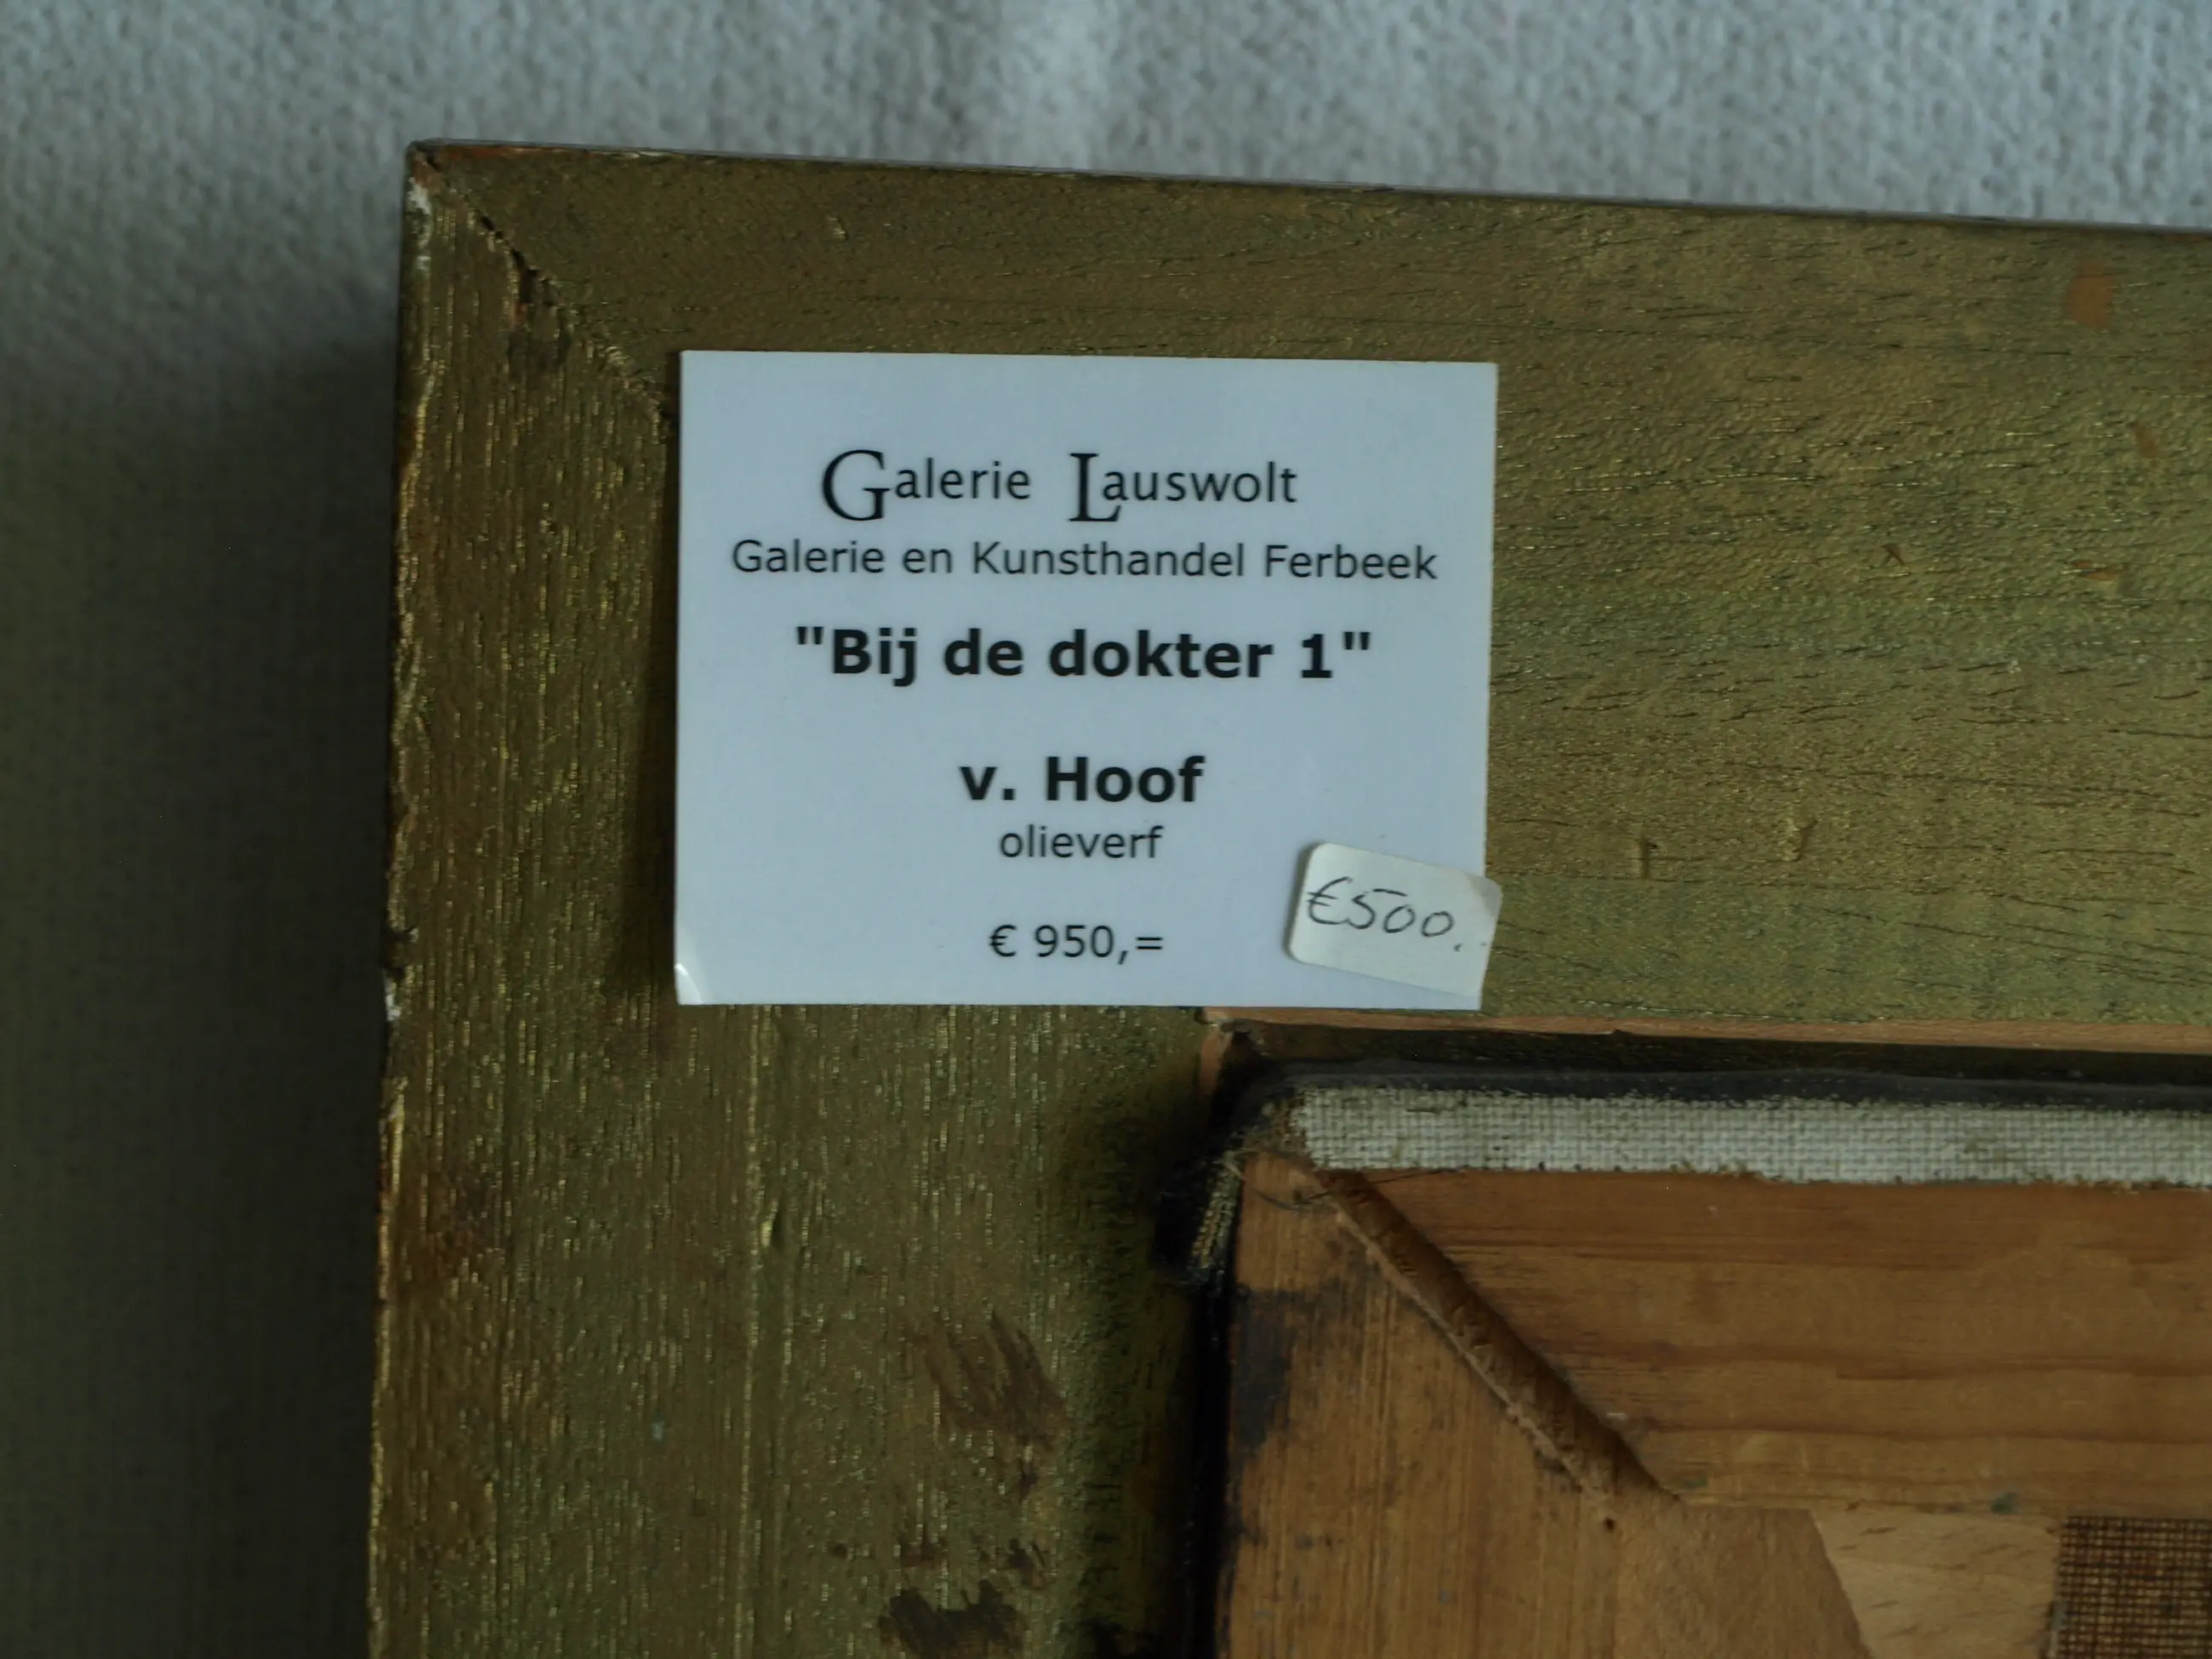 Galerie Lauswolt
Galerie en Kunsthandel Ferbeek
"Bij de dokter 1"
v. Hoof
olieverf
€ 950,=
€500.